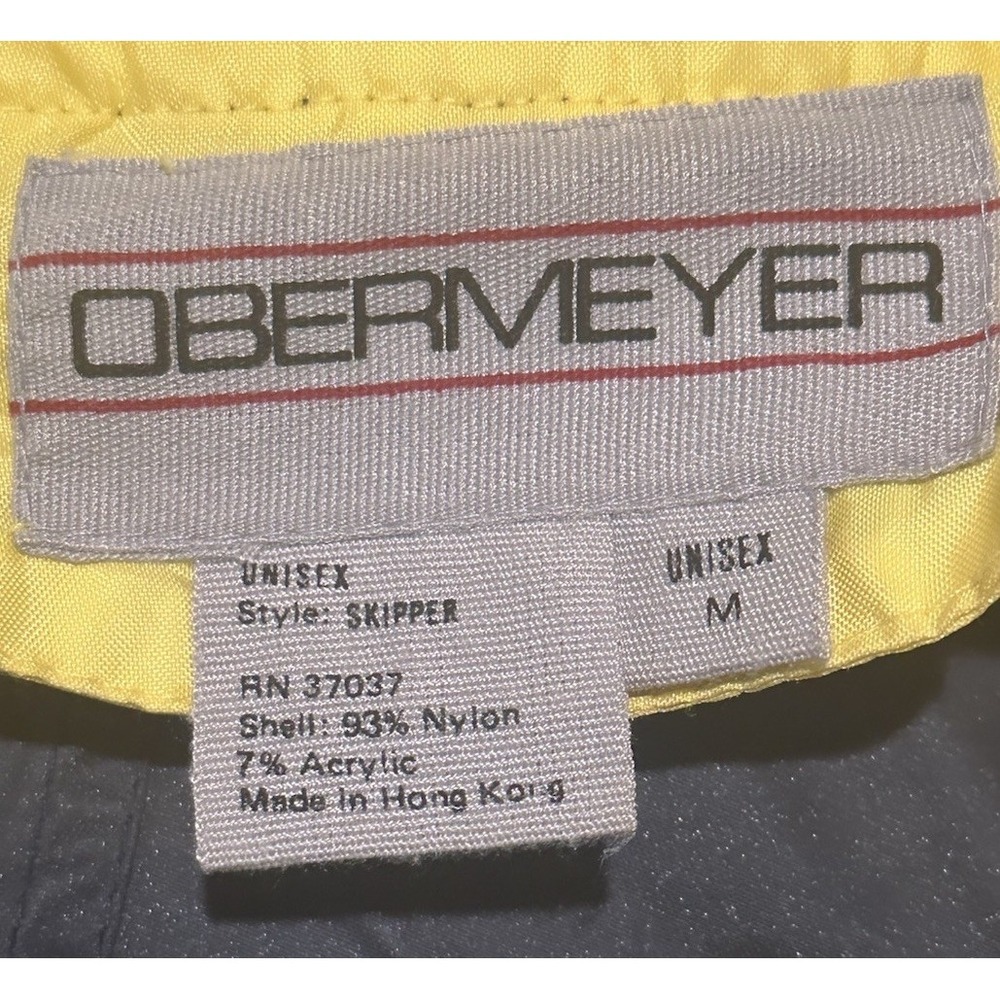 OBERMEYER
UNISEX
Style: SKIPPER
RN 37037
Shell: 93% Nylon
7% Acrylic
Made in Hong Kong
UNISEX
M